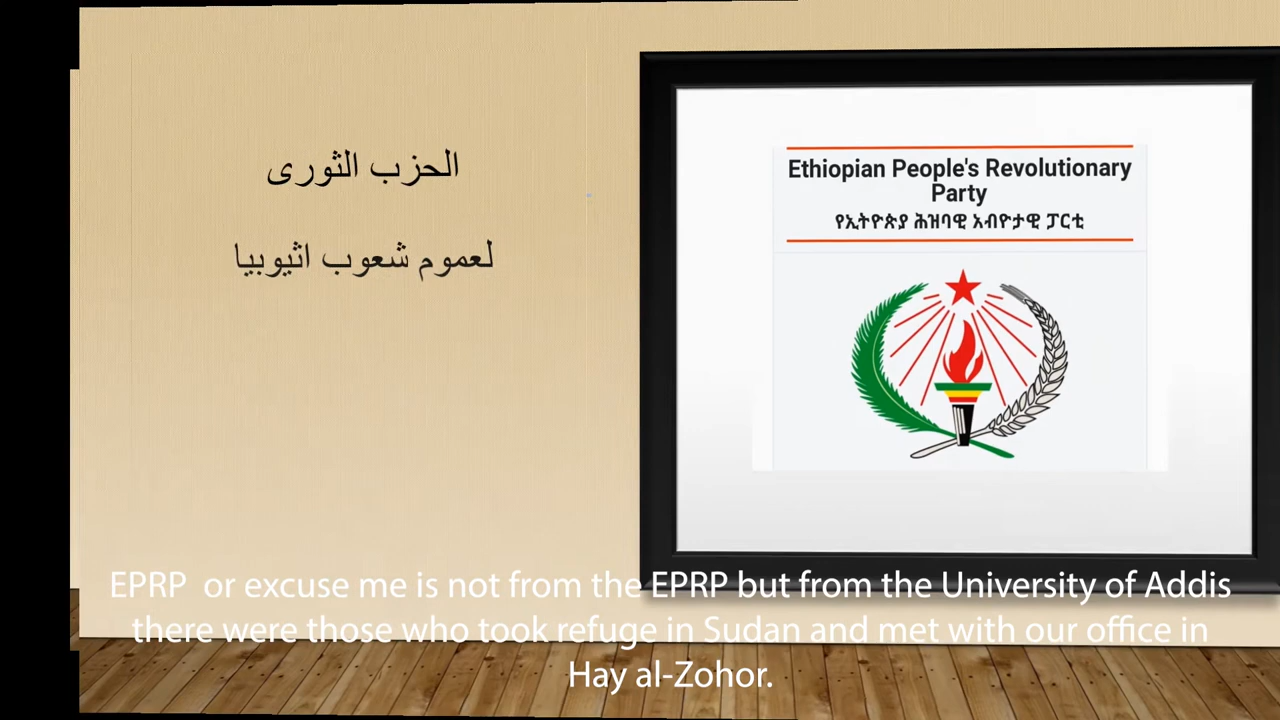 الحزب الثورى
لعموم شعوب اثيوبيا
Ethiopian People's Revolutionary
Party
የኢትዮጵያ ሕዝባዊ አብዮታዊ ፓርቲ
EPRP or excuse me is not from the EPRP but from the University of Addis
there were those who took refuge in Sudan and met with our office in
Hay al-Zohor.